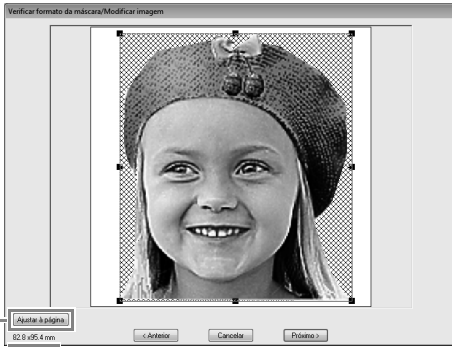 Verificar formato da máscara/Modificar imagem
Ajustar à página
82.8 x95.4 mm
< Anterior
Cancelar
Próximo >